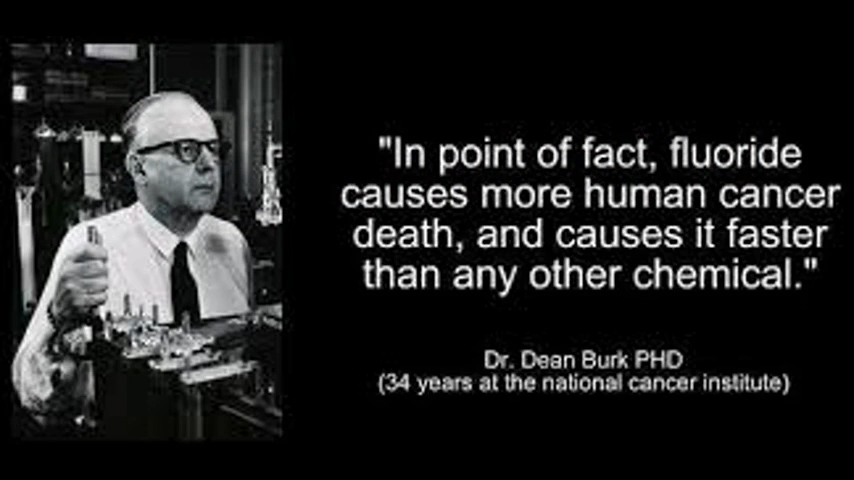 "In point of fact, fluoride
causes more human cancer
death, and causes it faster
than any other chemical."
Dr. Dean Burk PHD
(34 years at the national cancer institute)